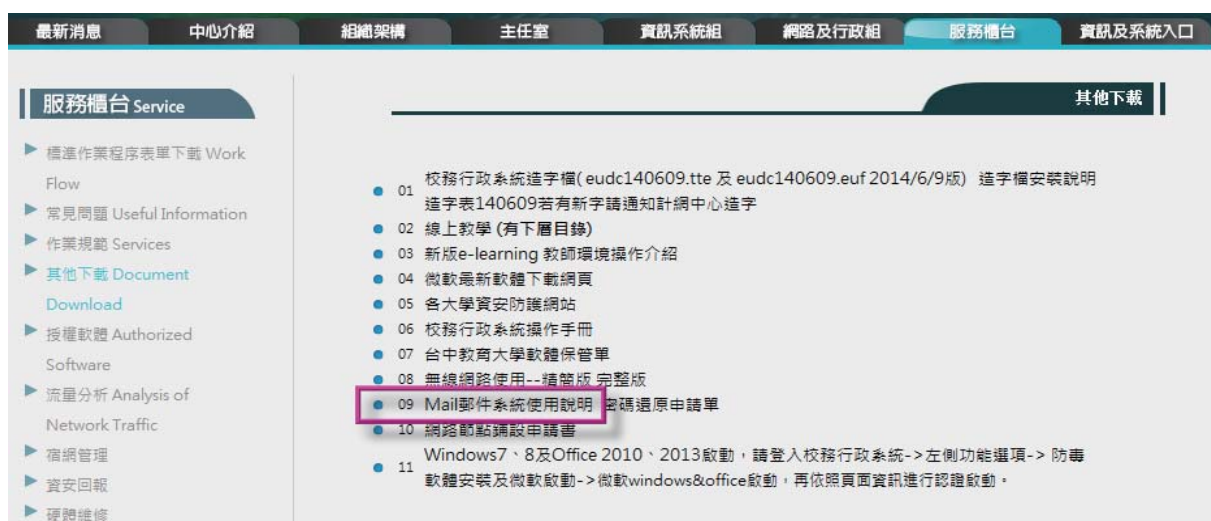 最新消息 中心介紹 組織架構 主任室 資訊系統組 網路及行政組 服務櫃台 資訊及系統入口
服務櫃台 Service
標準作業程序表單下載 Work
Flow
常見問題 Useful Information
作業規範 Services
其他下載 Document
Download
授權軟體 Authorized
Software
流量分析 Analysis of
Network Traffic
宿網管理
資安回報
硬體維修
其他下載
01 校務行政系統造字檔( eudc140609.tte 及 eudc140609.euf 2014/6/9版) 造字檔安裝說明
造字表140609若有新字請通知計網中心造字
02 線上教學 (有下層目錄)
03 新版e-learning 教師環境操作介紹
04 微軟最新軟體下載網頁
05 各大學資安防護網站
06 校務行政系統操作手冊
07 台中教育大學軟體保管單
08 無線網路使用--精簡版 完整版
09 Mail郵件系統使用說明 密碼還原申請單
10 網路節點鋪設申請書
11 Windows7、8及Office 2010、2013啟動，請登入校務行政系統->左側功能選項-> 防毒
軟體安裝及微軟啟動->微軟windows&office啟動，再依照頁面資訊進行認證啟動。